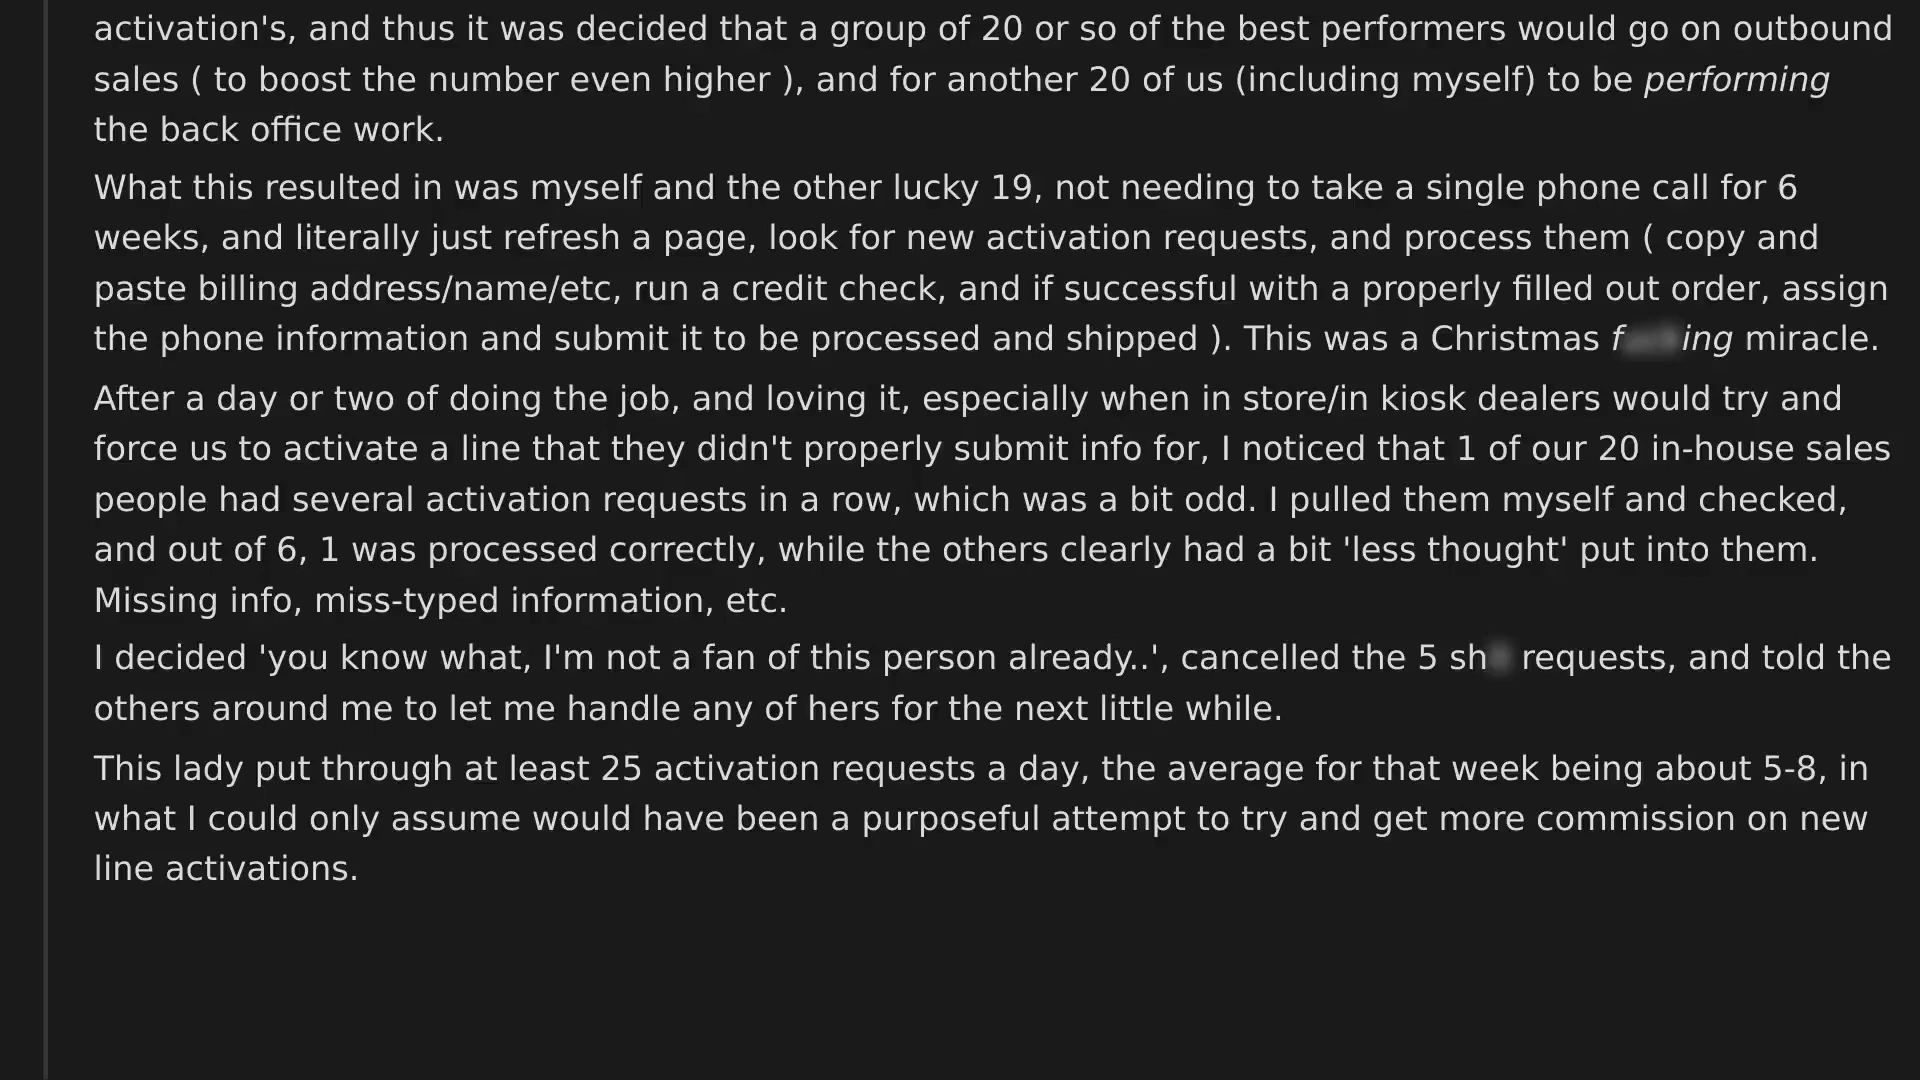 activation's, and thus it was decided that a group of 20 or so of the best performers would go on outbound
sales ( to boost the number even higher ), and for another 20 of us (including myself) to be performing
the back office work.
What this resulted in was myself and the other lucky 19, not needing to take a single phone call for 6
weeks, and literally just refresh a page, look for new activation requests, and process them ( copy and
paste billing address/name/etc, run a credit check, and if successful with a properly filled out order, assign
the phone information and submit it to be processed and shipped ). This was a Christmas miracle.
After a day or two of doing the job, and loving it, especially when in store/in kiosk dealers would try and
force us to activate a line that they didn't properly submit info for, I noticed that 1 of our 20 in-house sales
people had several activation requests in a row, which was a bit odd. I pulled them myself and checked,
and out of 6, 1 was processed correctly, while the others clearly had a bit 'less thought' put into them.
Missing info, miss-typed information, etc.
I decided 'you know what, I'm not a fan of this person already..', cancelled the 5 requests, and told the
others around me to let me handle any of hers for the next little while.
This lady put through at least 25 activation requests a day, the average for that week being about 5-8, in
what I could only assume would have been a purposeful attempt to try and get more commission on new
line activations.